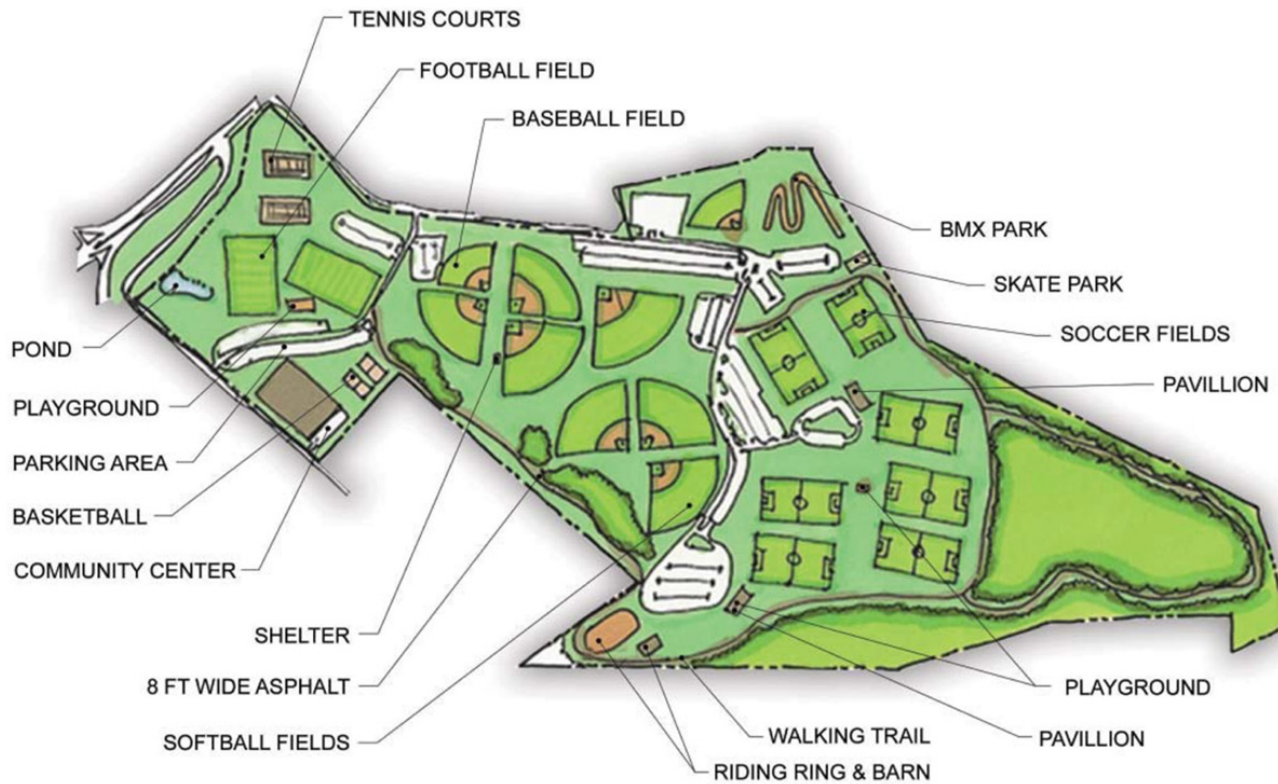 TENNIS COURTS
FOOTBALL FIELD
BASEBALL FIELD
BMX PARK
SKATE PARK
SOCCER FIELDS
PAVILLION
POND
PLAYGROUND
PARKING AREA
BASKETBALL
COMMUNITY CENTER
SHELTER
8 FT WIDE ASPHALT
SOFTBALL FIELDS
PLAYGROUND
PAVILLION
WALKING TRAIL
RIDING RING & BARN